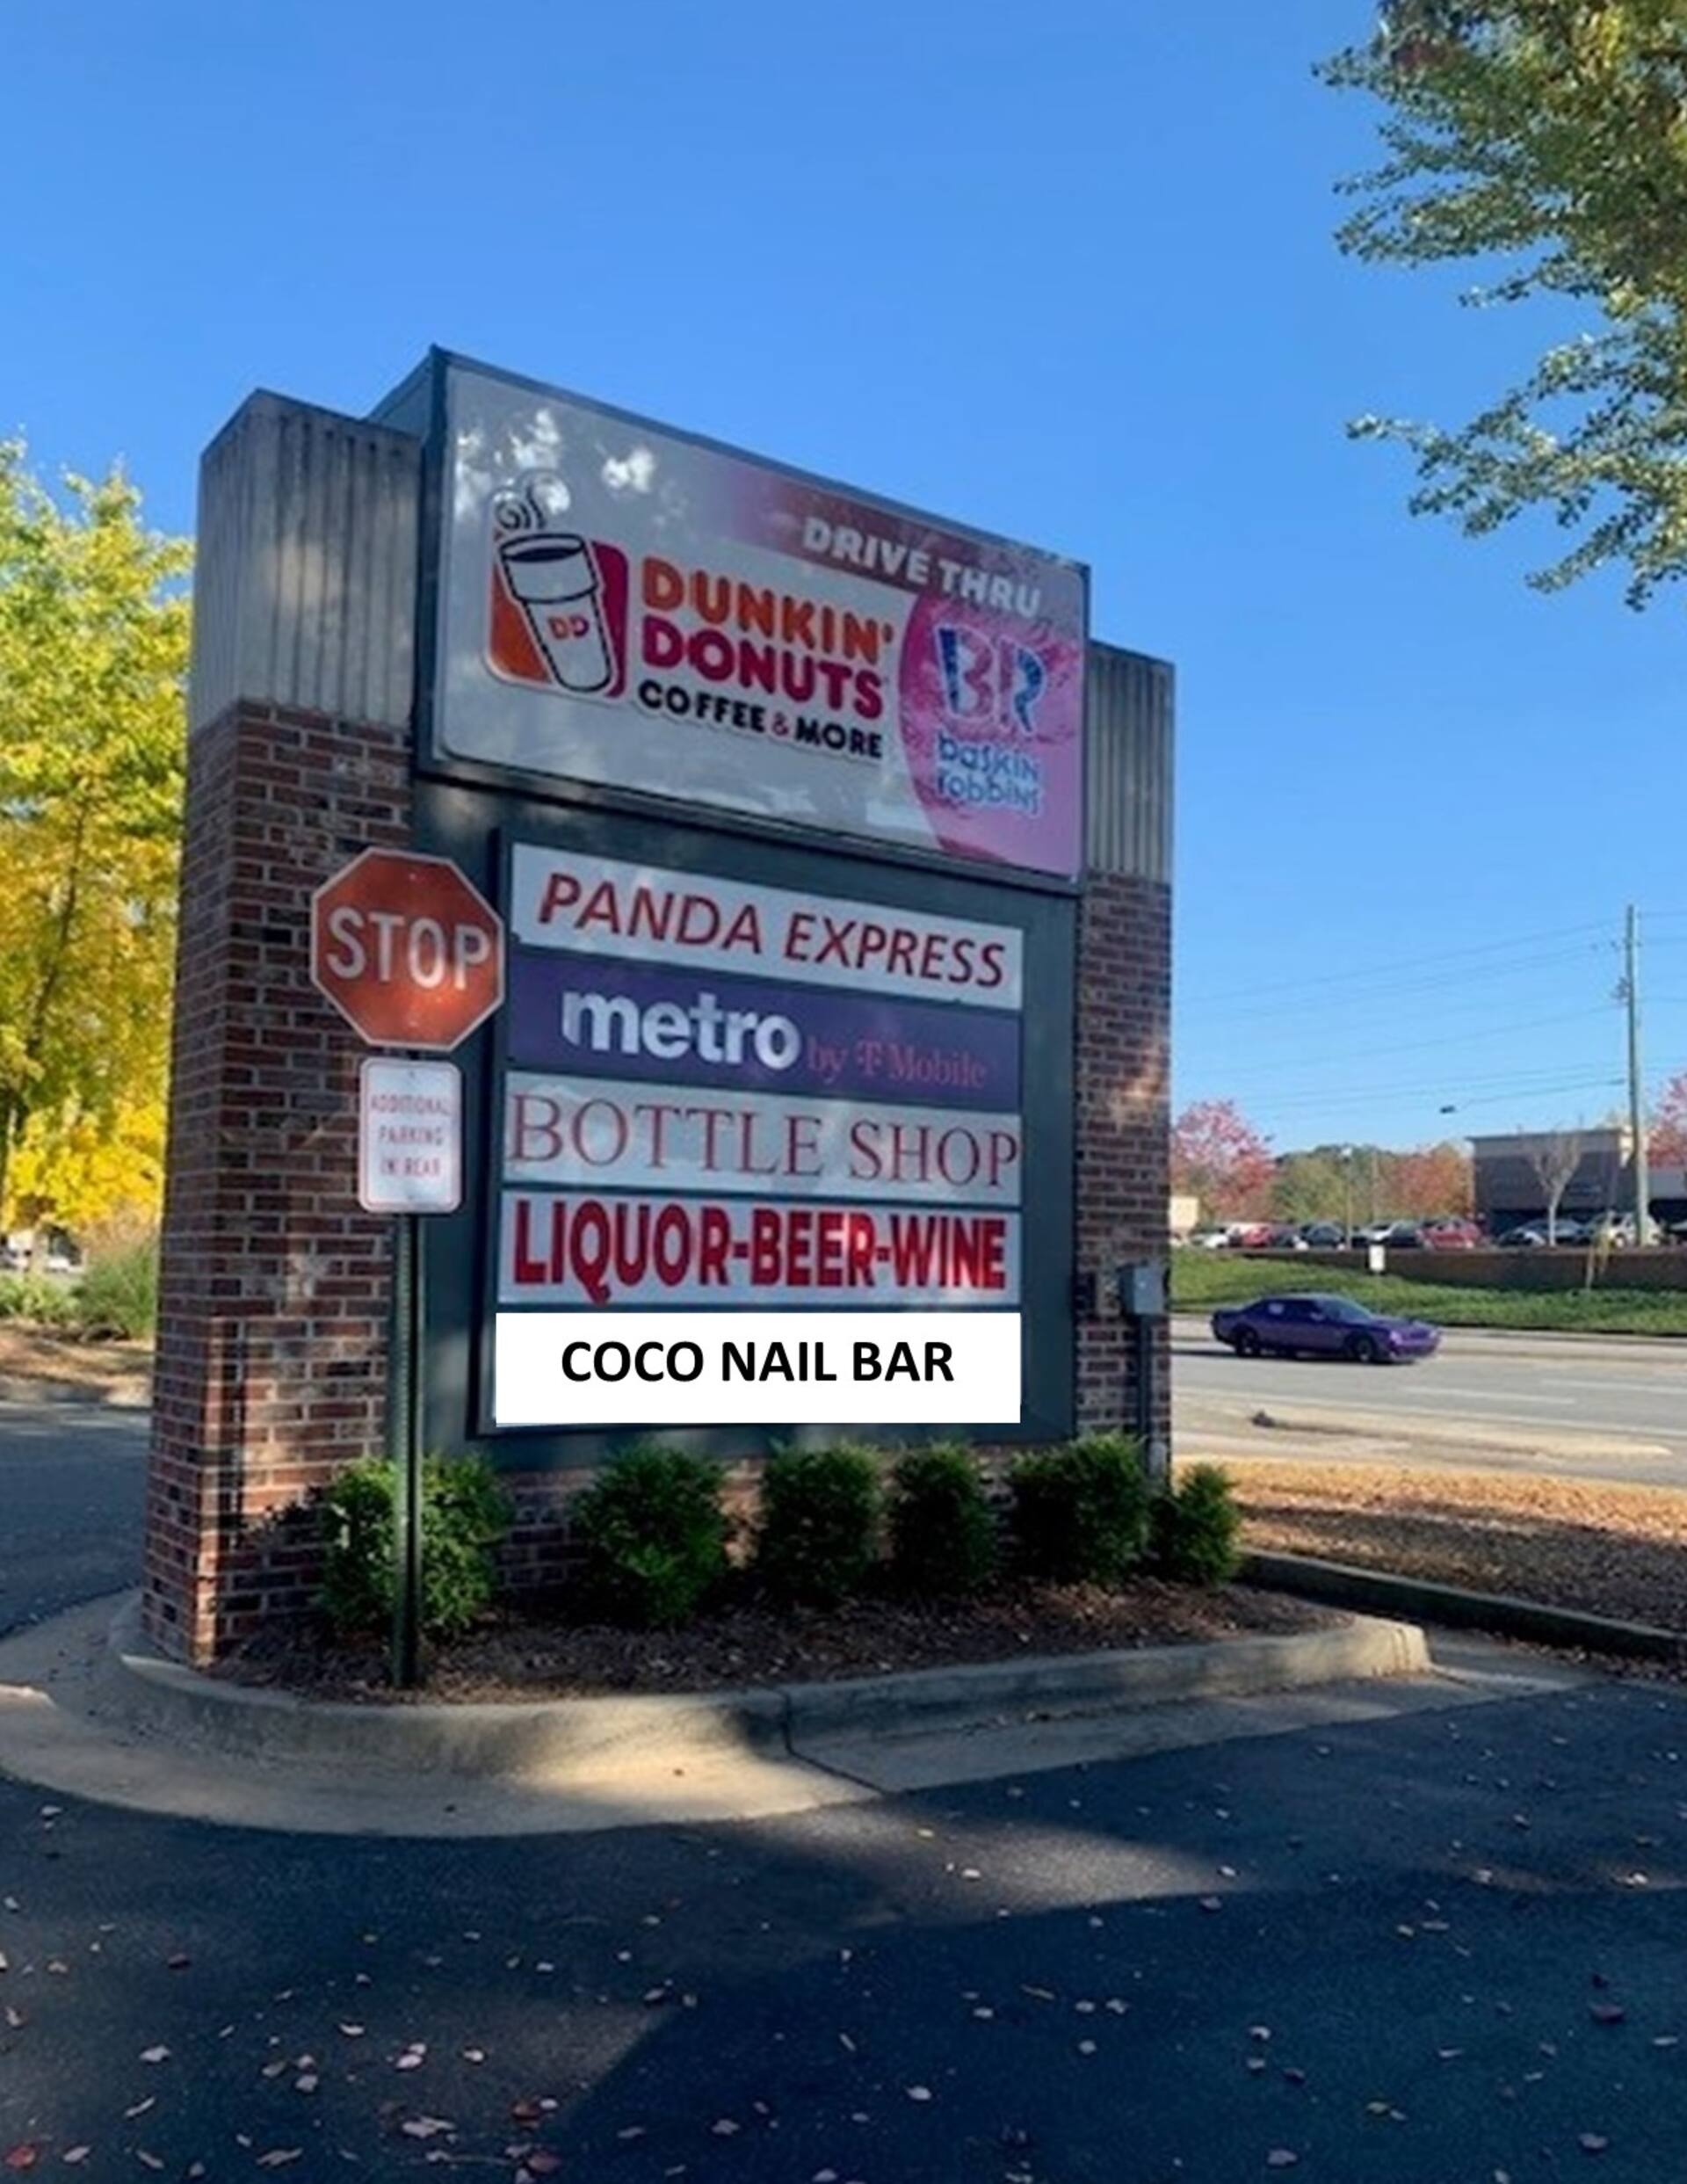 DRIVE THRU
DD
DUNKIN'
DONUTS
COFFEE & MORE
BR
baskin
robbins
PANDA EXPRESS
STOP
metro by T Mobile
ADDITIONAL
PARKING
IN REAR
BOTTLE SHOP
LIQUOR-BEER-WINE
COCO NAIL BAR